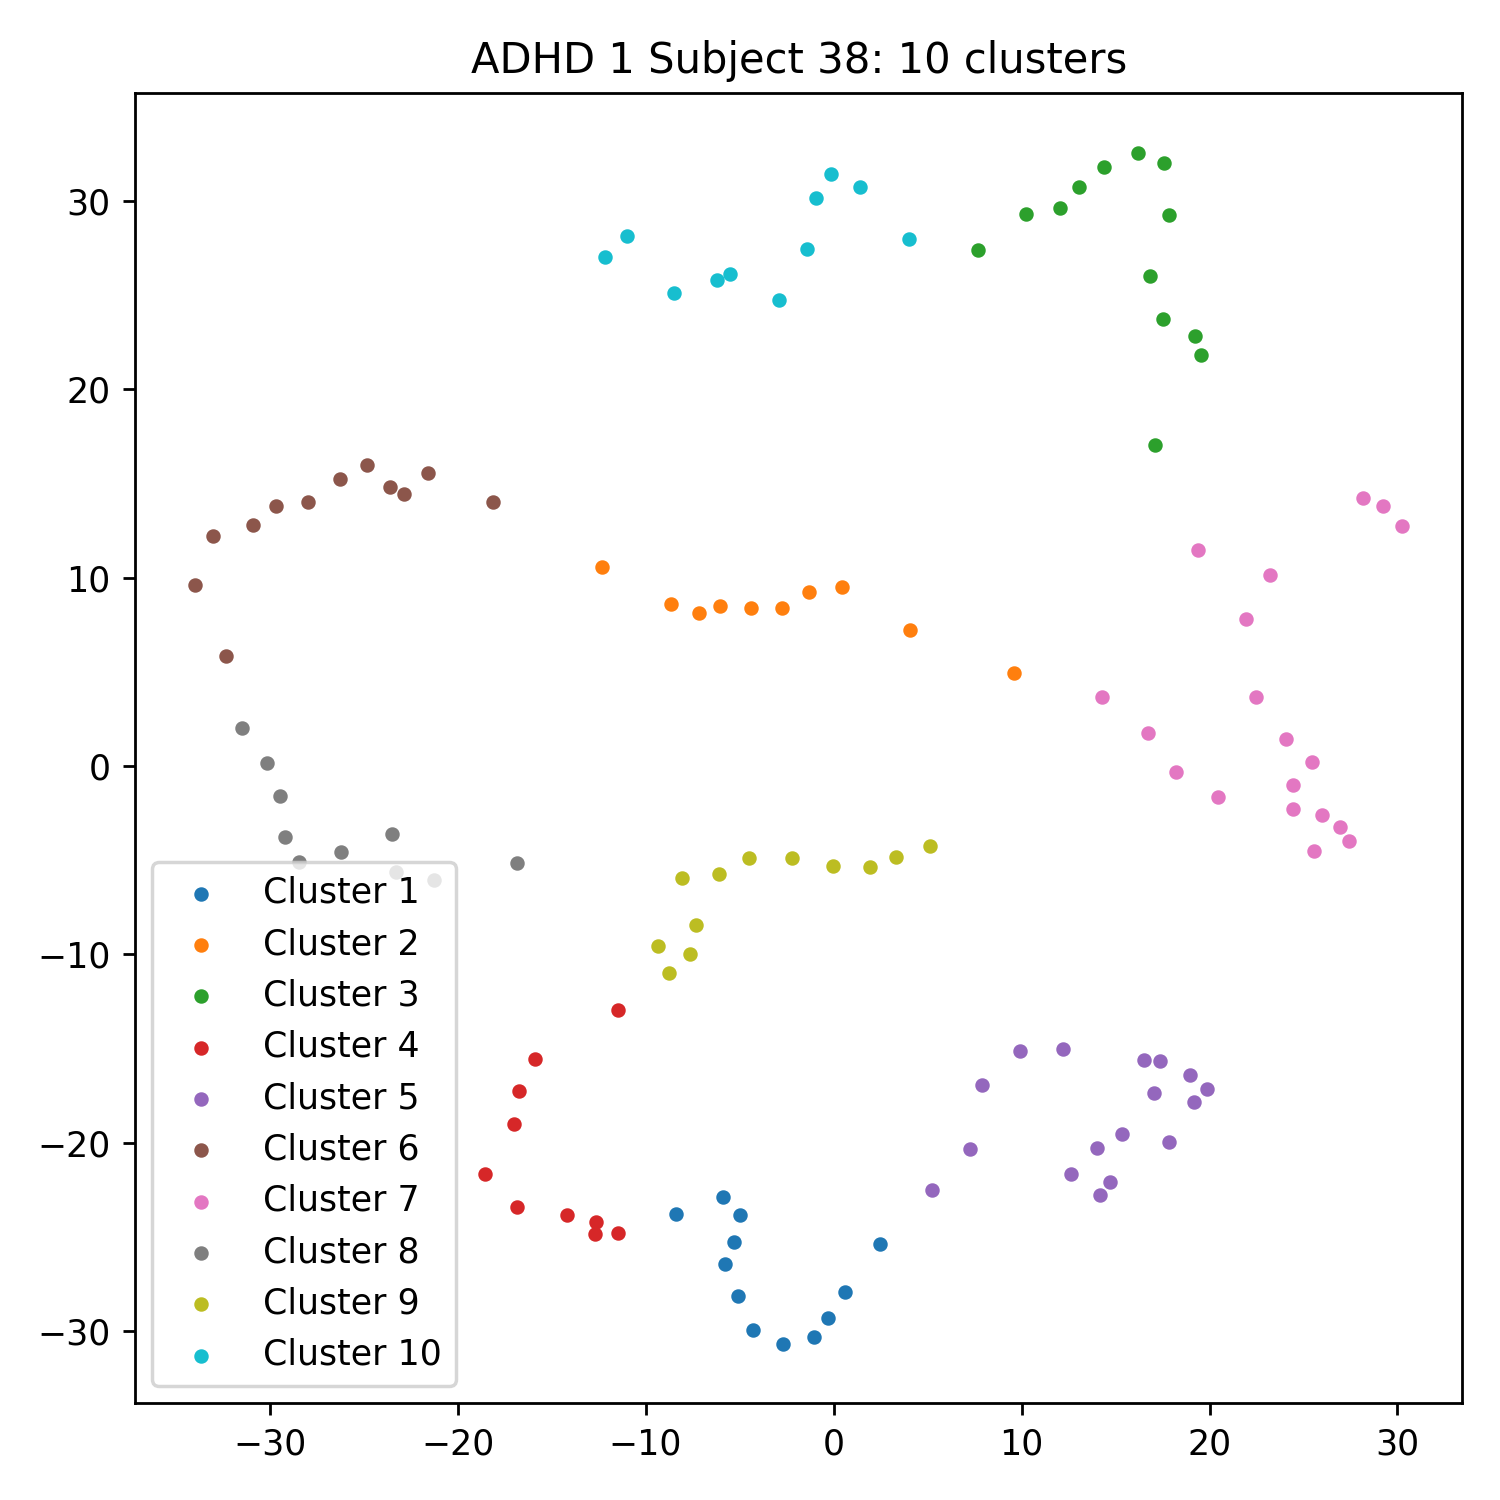 ADHD 1 Subject 38: 10 clusters
30
20
10
0
−10
−20
−30
Cluster 1
Cluster 2
Cluster 3
Cluster 4
Cluster 5
Cluster 6
Cluster 7
Cluster 8
Cluster 9
Cluster 10
−30 −20 −10 0 10 20 30